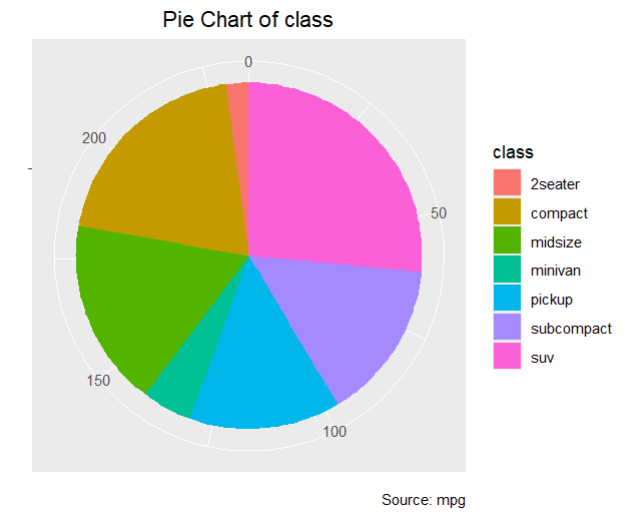 Pie Chart of class
0
50
100
150
200
class
2seater
compact
midsize
minivan
pickup
subcompact
suv
Source: mpg